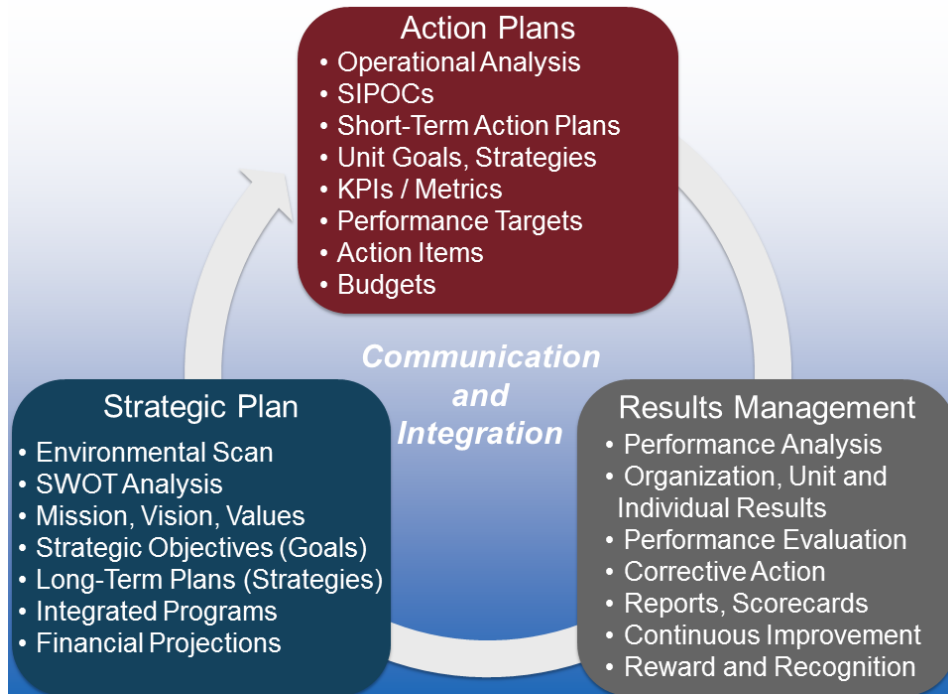 Action Plans
• Operational Analysis
• SIPOCs
• Short-Term Action Plans
• Unit Goals, Strategies
• KPIs / Metrics
• Performance Targets
• Action Items
• Budgets
Communication
and
Integration
Strategic Plan
• Environmental Scan
• SWOT Analysis
• Mission, Vision, Values
• Strategic Objectives (Goals)
• Long-Term Plans (Strategies)
• Integrated Programs
• Financial Projections
Results Management
• Performance Analysis
• Organization, Unit and
Individual Results
• Performance Evaluation
• Corrective Action
• Reports, Scorecards
• Continuous Improvement
• Reward and Recognition